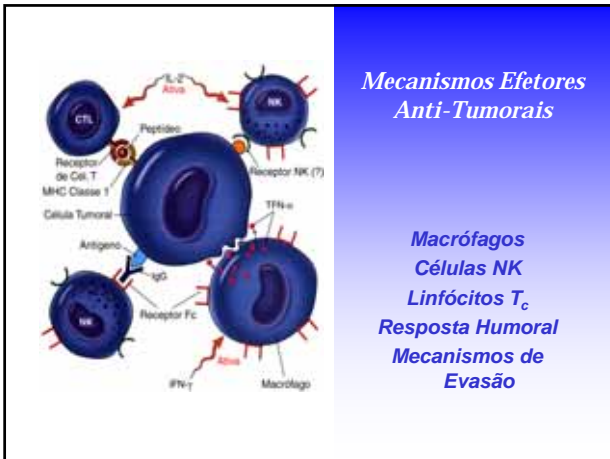 IL-2
Ativa
CTL
NK
Peptídeo
Receptor
de Cel. T
MHC Classe 1
Receptor NK (?)
Célula Tumoral
TFN-α
Antígeno
IgG
NK
Receptor Fc
Ativa
IFN-γ
Macrófago
Mecanismos Efetores
Anti-Tumorais
Macrófagos
Células NK
Linfócitos Tc
Resposta Humoral
Mecanismos de
Evasão